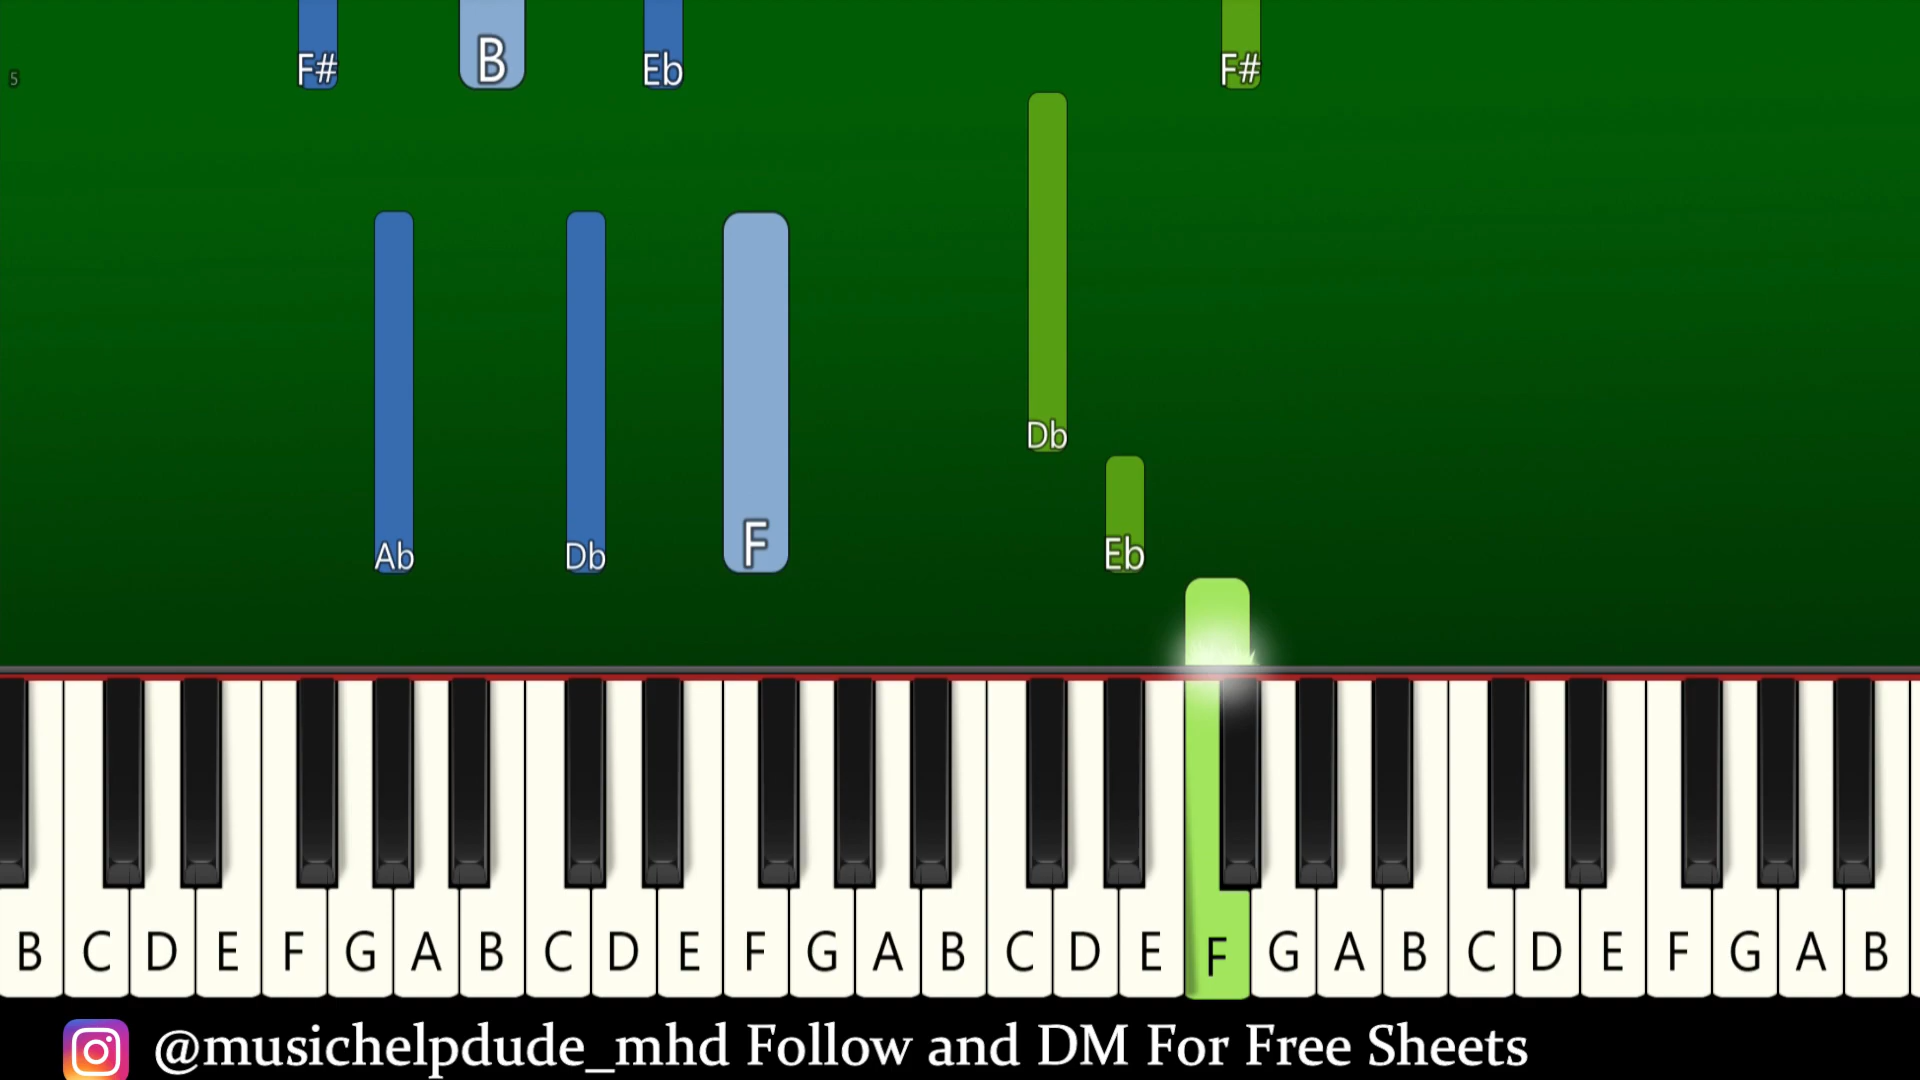 F# B Eb F#
5
Db
Ab Db F Eb
B C D E F G A B C D E F G A B C D E F G A B C D E F G A B
@musichelpdude_mhd Follow and DM For Free Sheets